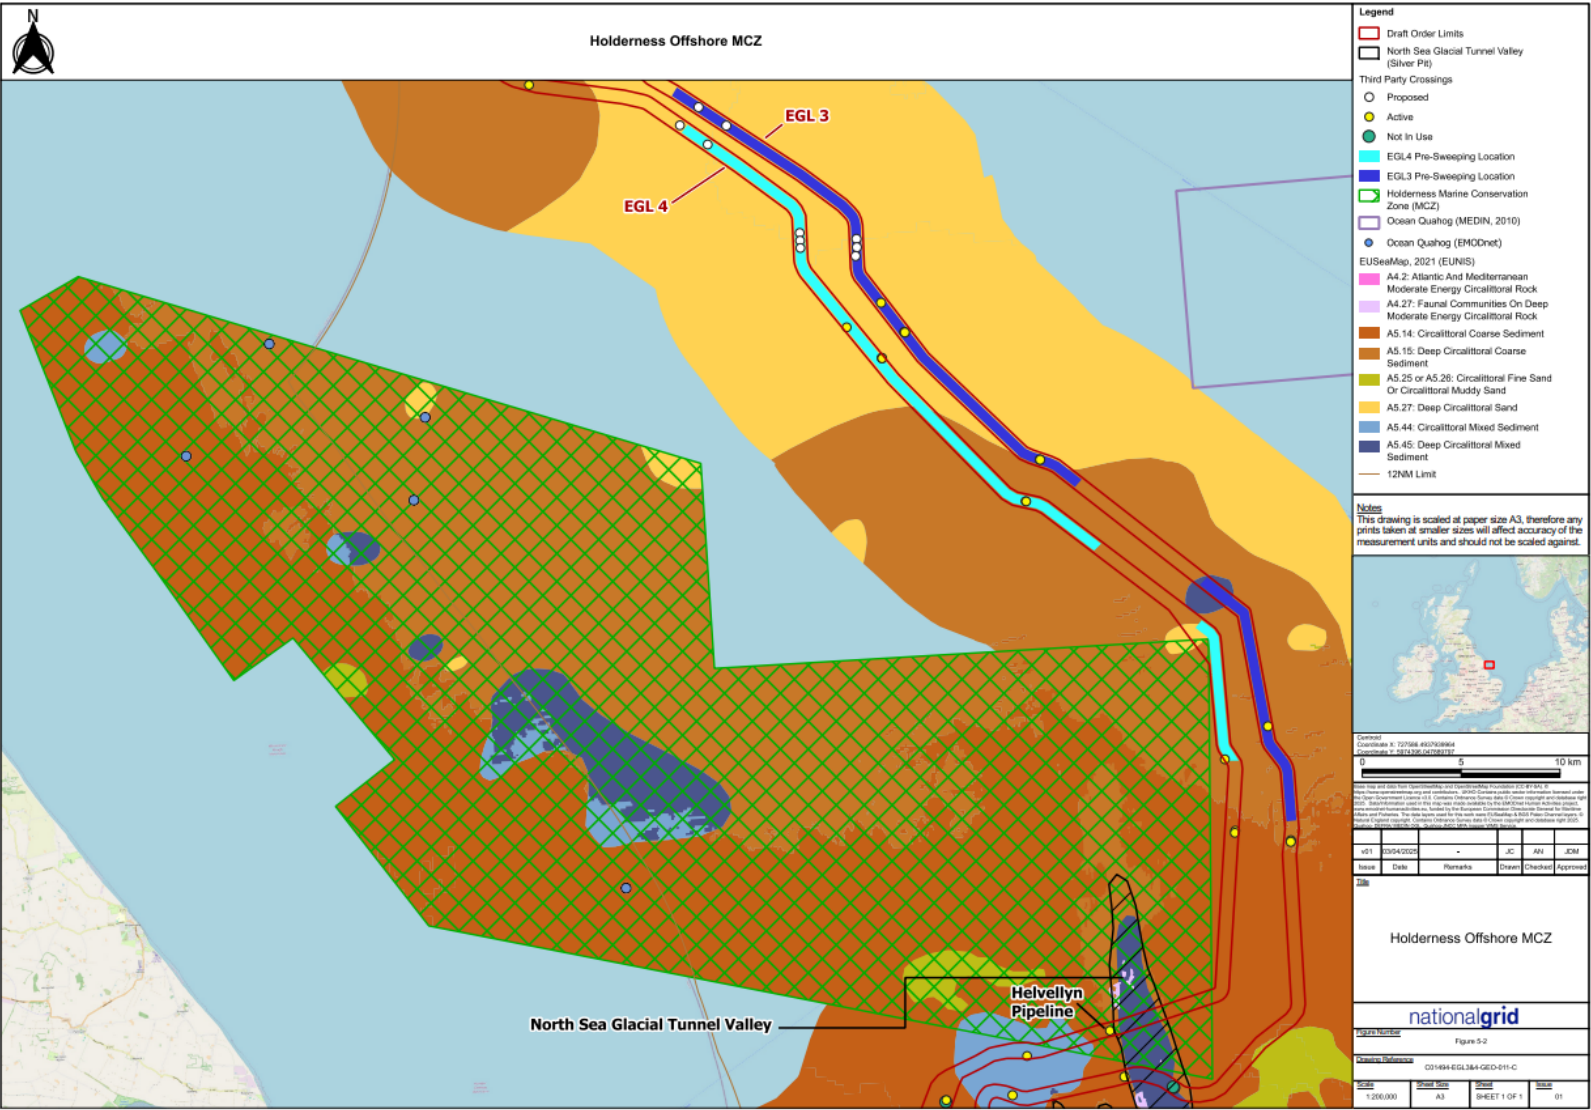 N
Holderness Offshore MCZ
EGL 3
EGL 4
North Sea Glacial Tunnel Valley
Helvellyn
Pipeline
Legend
Draft Order Limits
North Sea Glacial Tunnel Valley
(Silver Pit)
Third Party Crossings
Proposed
Active
Not In Use
EGL4 Pre-Sweeping Location
EGL3 Pre-Sweeping Location
Holderness Marine Conservation
Zone (MCZ)
Ocean Quahog (MEDIN, 2010)
Ocean Quahog (EMODnet)
EUSeaMap, 2021 (EUNIS)
A4.2: Atlantic And Mediterranean
Moderate Energy Circalittoral Rock
A4.27: Faunal Communities On Deep
Moderate Energy Circalittoral Rock
A5.14: Circalittoral Coarse Sediment
A5.15: Deep Circalittoral Coarse
Sediment
A5.25 or A5.26: Circalittoral Fine Sand
Or Circalittoral Muddy Sand
A5.27: Deep Circalittoral Sand
A5.44: Circalittoral Mixed Sediment
A5.45: Deep Circalittoral Mixed
Sediment
12NM Limit
Notes
This drawing is scaled at paper size A3, therefore any
prints taken at smaller sizes will affect accuracy of the
measurement units and should not be scaled against.
Centroid
0 5 10 km
v01 03/04/2025 - JC AN JDM
Issue Date Remarks Drawn Checked Approved
Title
Holderness Offshore MCZ
nationalgrid
Figure Number
Figure 5-2
Drawing Reference
C01494-EGL3&4-GEO-011-C
Scale Sheet Size Sheet Issue
1:200,000 A3 SHEET 1 OF 1 01